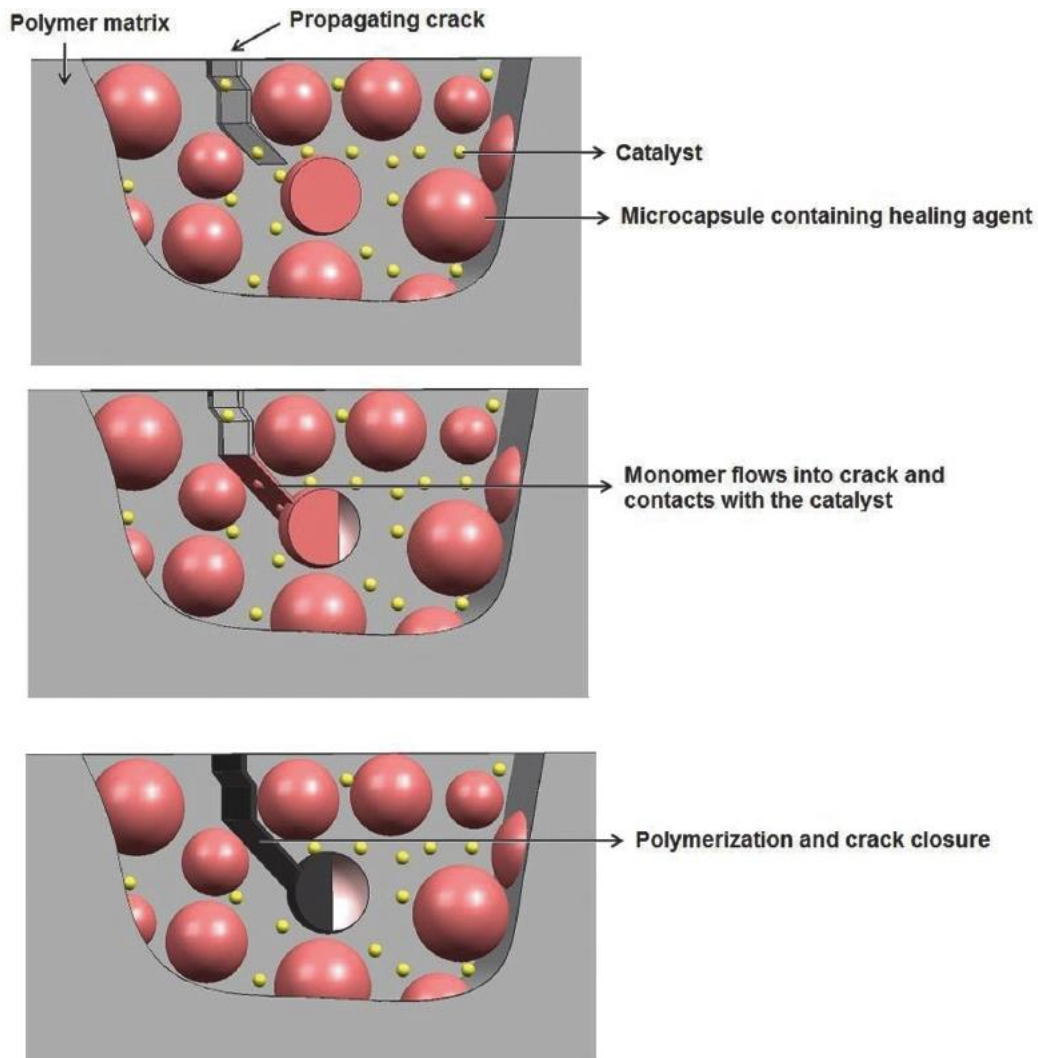 Polymer matrix
Propagating crack
Catalyst
Microcapsule containing healing agent
Monomer flows into crack and
contacts with the catalyst
Polymerization and crack closure